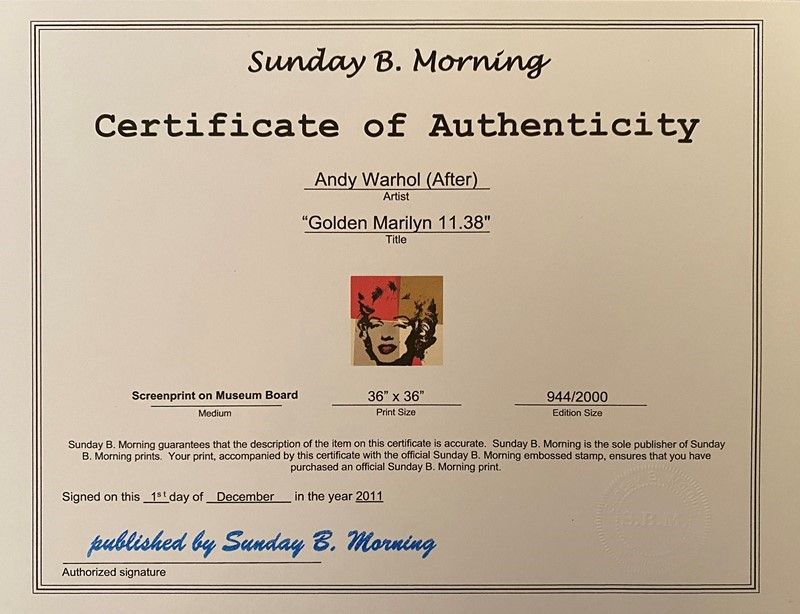 Sunday B. Morning
Certificate of Authenticity
Andy Warhol (After)
Artist
“Golden Marilyn 11.38"
Title
Screenprint on Museum Board
Medium
36” x 36”
Print Size
944/2000
Edition Size
Sunday B. Morning guarantees that the description of the item on this certificate is accurate. Sunday B. Morning is the sole publisher of Sunday
B. Morning prints. Your print, accompanied by this certificate with the official Sunday B. Morning embossed stamp, ensures that you have
purchased an official Sunday B. Morning print.
Signed on this 1st day of December in the year 2011
published by Sunday B. Morning
Authorized signature
S.B.M.